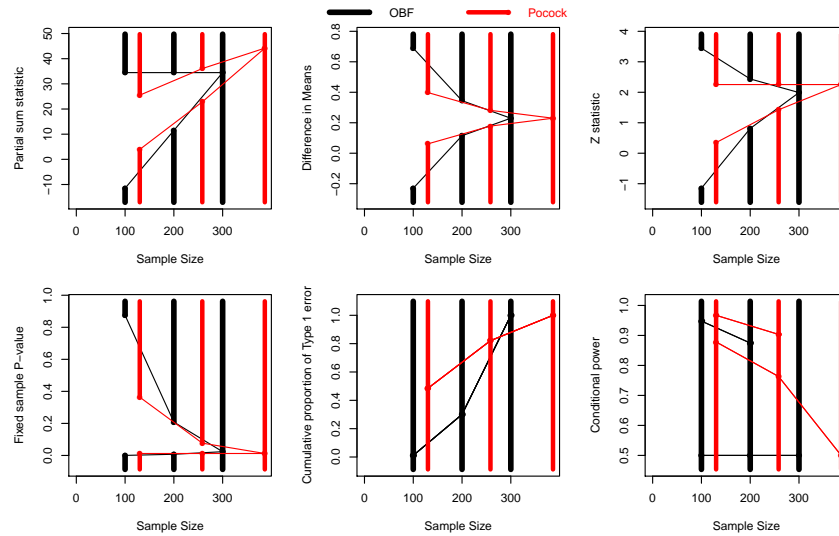 OBF Pocock
Partial sum statistic
50
40
30
20
10
0
−10
0 100 200 300
Sample Size
Difference in Means
0.8
0.6
0.4
0.2
0.0
−0.2
0 100 200 300
Sample Size
Z statistic
4
3
2
1
0
−1
0 100 200 300
Sample Size
Fixed sample P−value
1.0
0.8
0.6
0.4
0.2
0.0
0 100 200 300
Sample Size
Cumulative proportion of Type 1 error
1.0
0.8
0.6
0.4
0.2
0.0
0 100 200 300
Sample Size
Conditional power
1.0
0.9
0.8
0.7
0.6
0.5
0 100 200 300
Sample Size